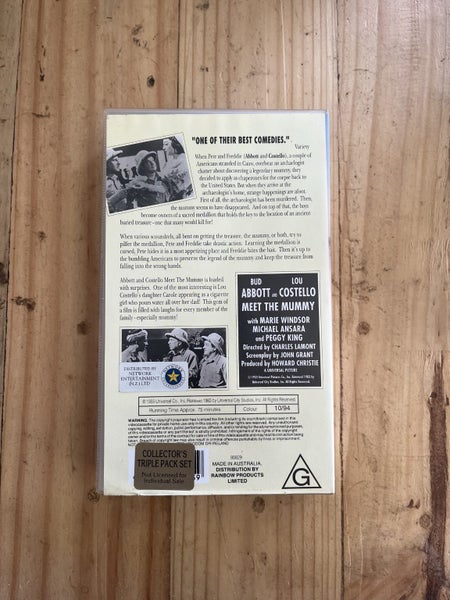 "ONE OF THEIR BEST COMEDIES."
Variety
When Pete and Freddie (Abbott and Costello), a couple of
Americans stranded in Cairo, overhear an archaelogist
chatter about discovering a legendary mummy, they
decided to apply as chaperones for the corpse back to
the United States. But when they arrive at the
archaelogist's home, strange happenings are afoot.
First of all, the archaelogist has been murdered. Then,
the mummy seems to have disappeared. And on top of that, the boys
become owners of a sacred medallion that holds the key to the location of an ancient
buried treasure–one that many would kill for!
When various scoundrels, all bent on getting the treasure, the mummy, or both, try to
pilfer the medallion, Pete and Freddie take drastic action. Learning the medallion is
cursed, Pete hides it in a most appetizing place and Freddie bites the bait. Then it's up to
the bumbling Americans to preserve the legend of the mummy and keep the treasure from
falling into the wrong hands.
Abbott and Costello Meet The Mummy is loaded
with surprises. One of the most interesting is Lou
Costello's daughter Carole appearing as a cigarette
girl who pours water all over her dad! This gem of
a film is filled with laughs for every member of the
family -especially mummy!
BUD LOU
ABBOTT and COSTELLO
MEET THE MUMMY
with MARIE WINDSOR
MICHAEL ANSARA
and PEGGY KING
Directed by CHARLES LAMONT
Screenplay by JOHN GRANT
Produced by HOWARD CHRISTIE
A UNIVERSAL PICTURE
DISTRIBUTED BY
NETWORK
ENTERTAINMENT
(N.Z.) LTD
Running Time Approx. 75 minutes Colour 10/94
COLLECTOR'S
TRIPLE PACK SET
Not Licensed for
Individual Sale
MADE IN AUSTRALIA.
DISTRIBUTION BY
RAINBOW PRODUCTS
LIMITED
G